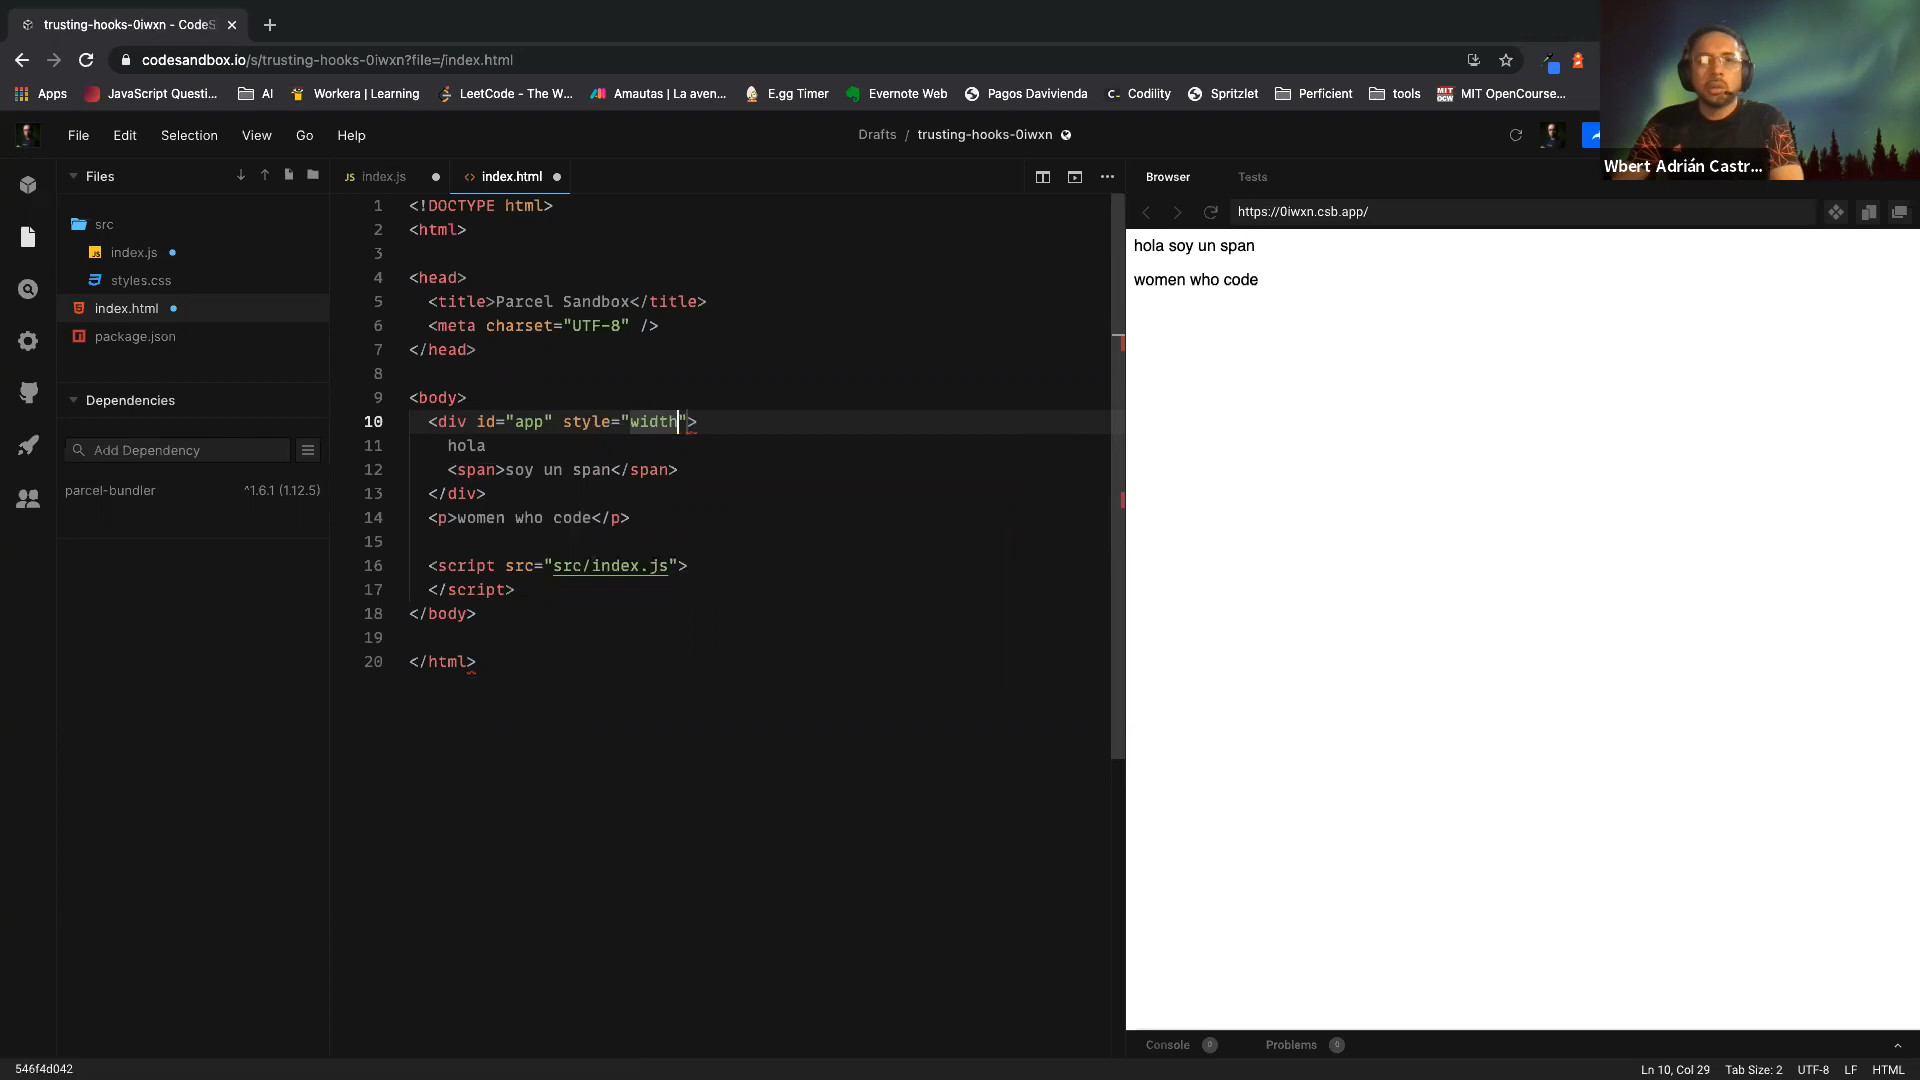 trusting-hooks-0iwxn - CodeS
codesandbox.io/s/trusting-hooks-0iwxn?file=/index.html
Apps
JavaScript Questi...
AI
Workera | Learning
LeetCode - The W...
Amautas | La aven...
E.gg Timer
Evernote Web
Pagos Davivienda
Codility
Spritzlet
Perficient
tools
MIT OpenCourse...
File
Edit
Selection
View
Go
Help
Drafts / trusting-hooks-0iwxn
Wbert Adrián Castr...
Files
src
index.js
styles.css
index.html
package.json
Dependencies
Add Dependency
parcel-bundler ^1.6.1 (1.12.5)
index.js
index.html
1 <!DOCTYPE html>
2 <html>
3
4 <head>
5 <title>Parcel Sandbox</title>
6 <meta charset="UTF-8" />
7 </head>
8
9 <body>
10 <div id="app" style="width">
11 hola
12 <span>soy un span</span>
13 </div>
14 <p>women who code</p>
15
16 <script src="src/index.js">
17 </script>
18 </body>
19
20 </html>
Browser
Tests
https://0iwxn.csb.app/
hola soy un span
women who code
Console 0
Problems 0
546f4d042
Ln 10, Col 29
Tab Size: 2
UTF-8
LF
HTML